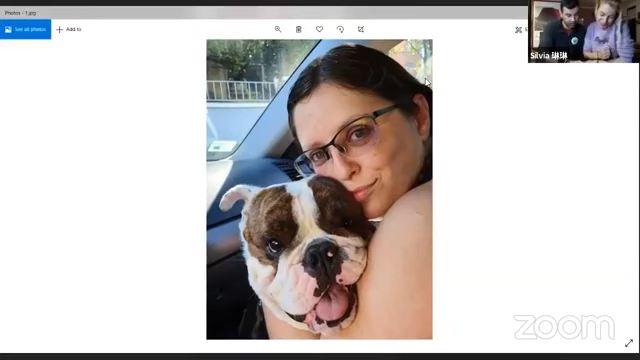 Photos - 1.jpg
See all photos
Add to
Silvia 琳琳
zoom